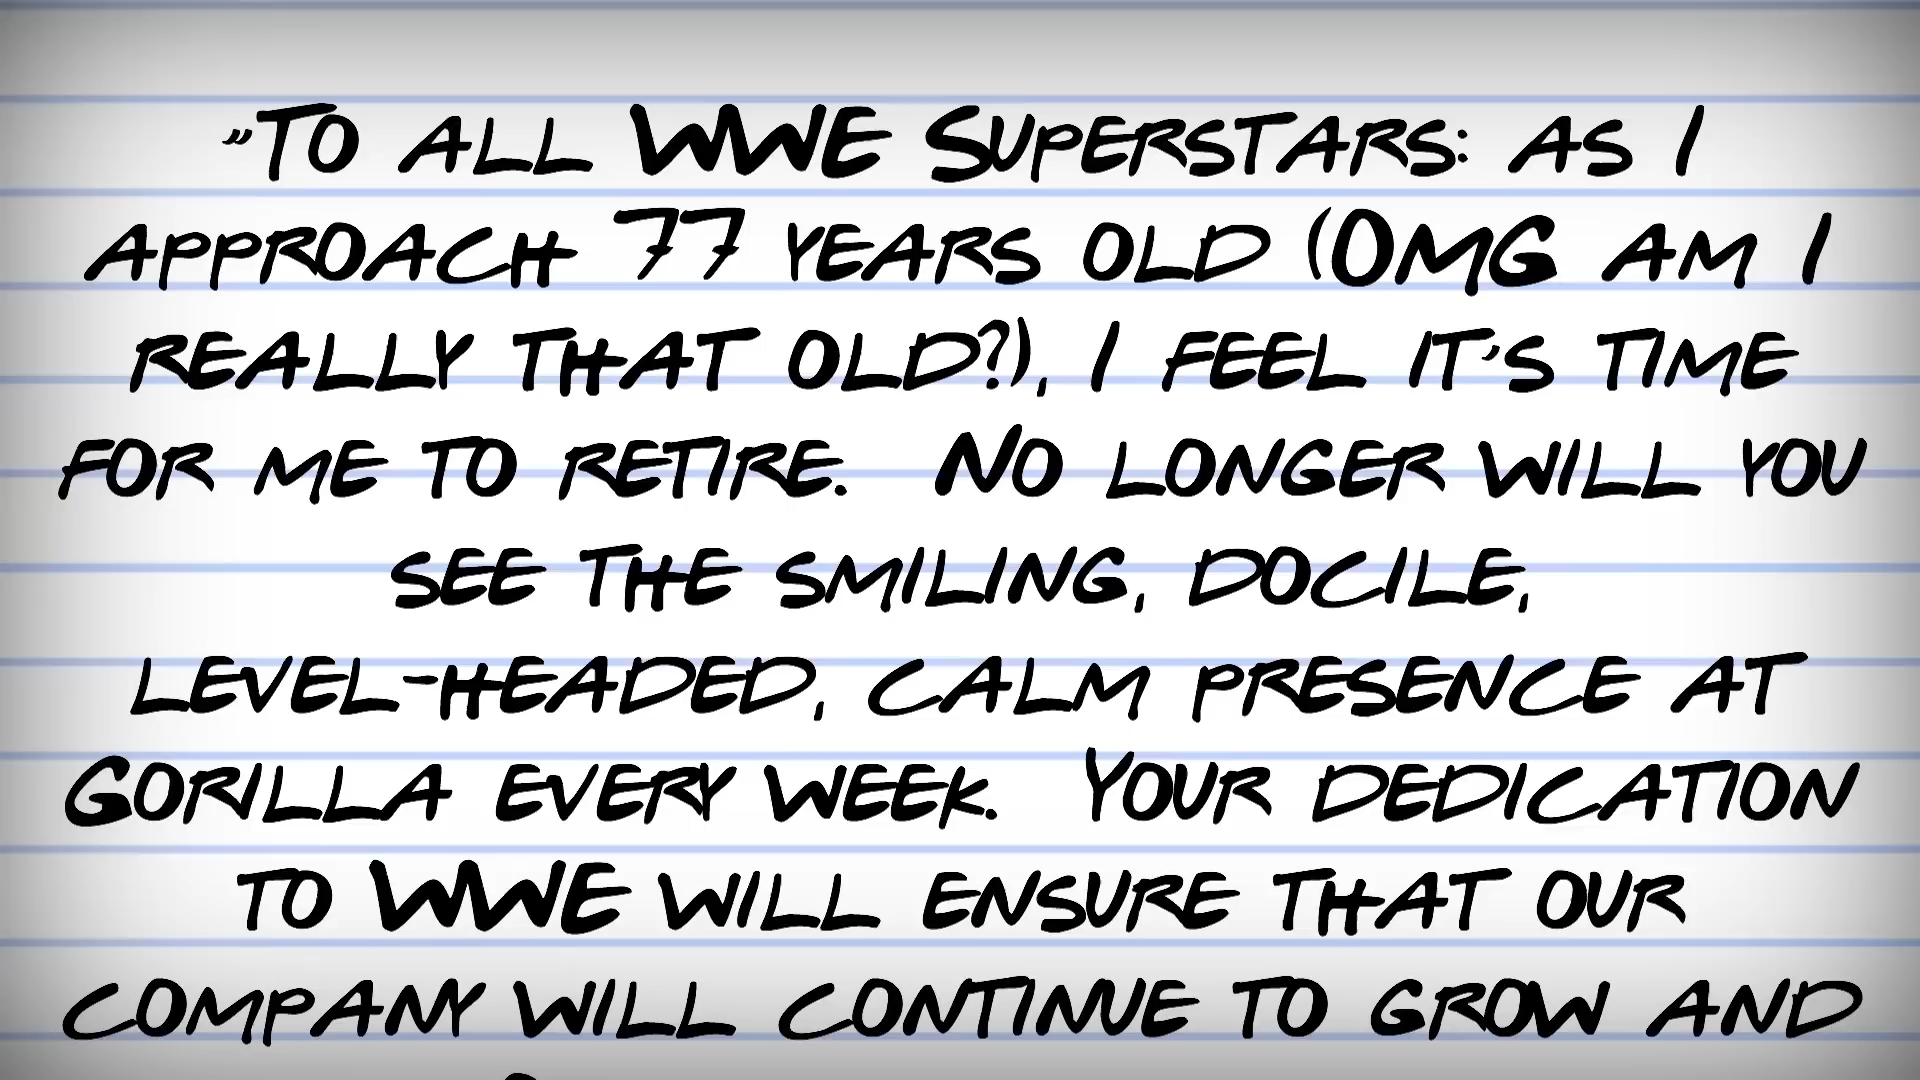 "To all WWE Superstars: as I
approach 77 years old (OMG am I
really that old?), I feel it's time
for me to retire. No longer will you
see the smiling, docile,
level-headed, calm presence at
Gorilla every week. Your dedication
to WWE will ensure that our
company will continue to grow and